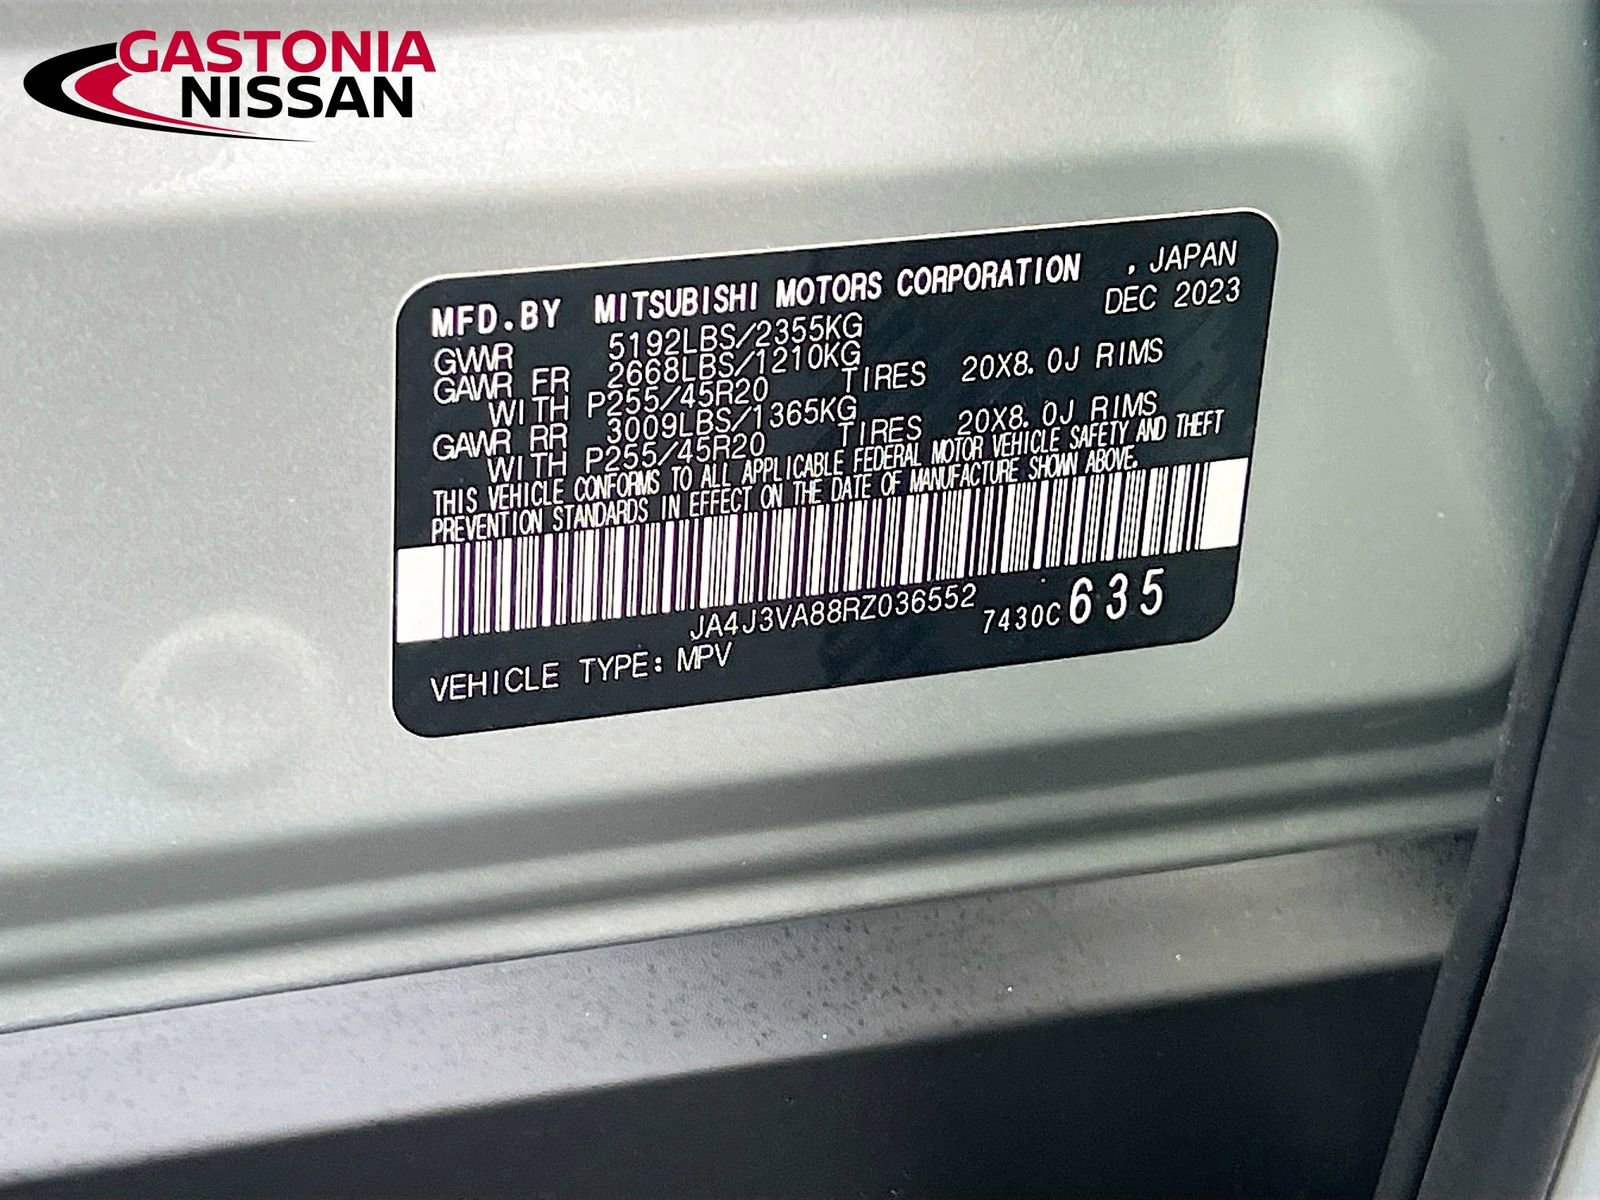 GASTONIA
NISSAN
MFD.BY MITSUBISHI MOTORS CORPORATION . JAPAN
DEC 2023
GVWR 5192LBS/2355KG
GAWR FR 2668LBS/1210KG
WITH P255/45R20 TIRES 20X8.0J RIMS
GAWR RR 3009LBS/1365KG
WITH P255/45R20 TIRES 20X8.0J RIMS
THIS VEHICLE CONFORMS TO ALL APPLICABLE FEDERAL MOTOR VEHICLE SAFETY AND THEFT
PREVENTION STANDARDS IN EFFECT ON THE DATE OF MANUFACTURE SHOWN ABOVE.
JA4J3VA88RZ036552 7430C 635
VEHICLE TYPE: MPV